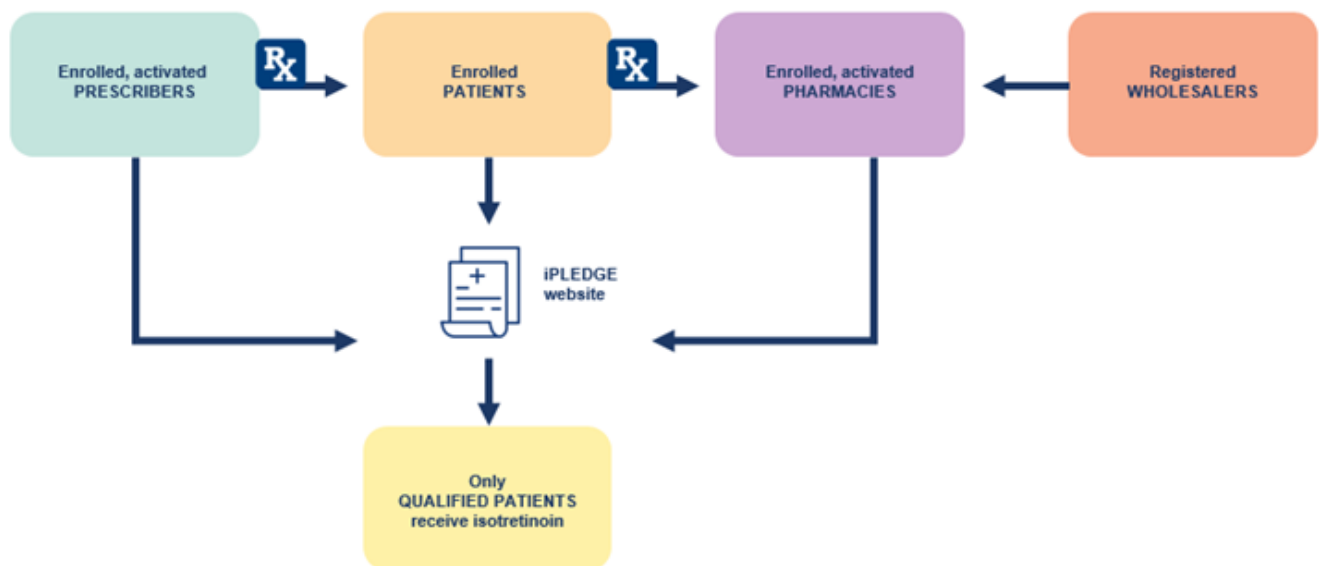 Enrolled, activated
PRESCRIBERS
Rx
Enrolled
PATIENTS
Rx
Enrolled, activated
PHARMACIES
Registered
WHOLESALERS
iPLEDGE
website
Only
QUALIFIED PATIENTS
receive isotretinoin